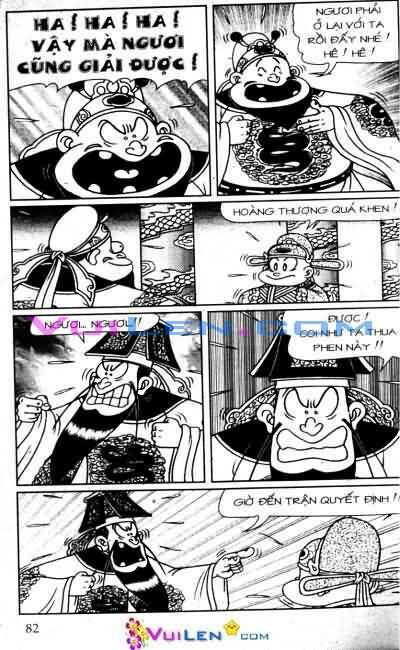 HA! HA! HA!
VẬY MÀ NGƯƠI
CŨNG GIẢI ĐƯỢC!
NGƯƠI PHẢI
Ở LẠI VỚI TA
RỒI ĐẤY NHÉ!
HÊ! HÊ!
HOÀNG THƯỢNG QUÁ KHEN!
NGƯƠI.. NGƯƠI!!
VUILEN.COM
ĐƯỢC!
COI NHƯ TA THUA
PHEN NÀY!!
GIỜ ĐẾN TRẬN QUYẾT ĐỊNH!!
82
VUILEN.COM